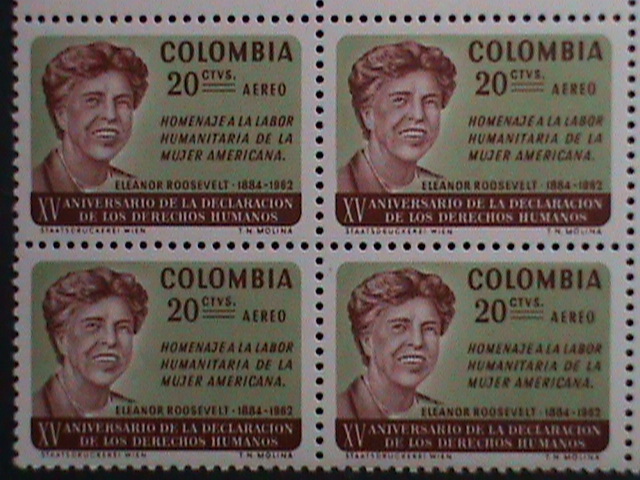 COLOMBIA
20 CTVS. AEREO
HOMENAJE A LA LABOR
HUMANITARIA DE LA
MUJER AMERICANA.
ELEANOR ROOSEVELT - 1884-1962
XV ANIVERSARIO DE LA DECLARACION
DE LOS DERECHOS HUMANOS
STAATSDRUCKEREI WIEN T.N. MOLINA
COLOMBIA
20 CTVS. AEREO
HOMENAJE A LA LABOR
HUMANITARIA DE LA
MUJER AMERICANA.
ELEANOR ROOSEVELT - 1884-1962
XV ANIVERSARIO DE LA DECLARACION
DE LOS DERECHOS HUMANOS
STAATSDRUCKEREI WIEN T.N. MOLINA
COLOMBIA
20 CTVS. AEREO
HOMENAJE A LA LABOR
HUMANITARIA DE LA
MUJER AMERICANA.
ELEANOR ROOSEVELT - 1884-1962
XV ANIVERSARIO DE LA DECLARACION
DE LOS DERECHOS HUMANOS
STAATSDRUCKEREI WIEN T.N. MOLINA
COLOMBIA
20 CTVS. AEREO
HOMENAJE A LA LABOR
HUMANITARIA DE LA
MUJER AMERICANA.
ELEANOR ROOSEVELT - 1884-1962
XV ANIVERSARIO DE LA DECLARACION
DE LOS DERECHOS HUMANOS
STAATSDRUCKEREI WIEN T.N. MOLINA